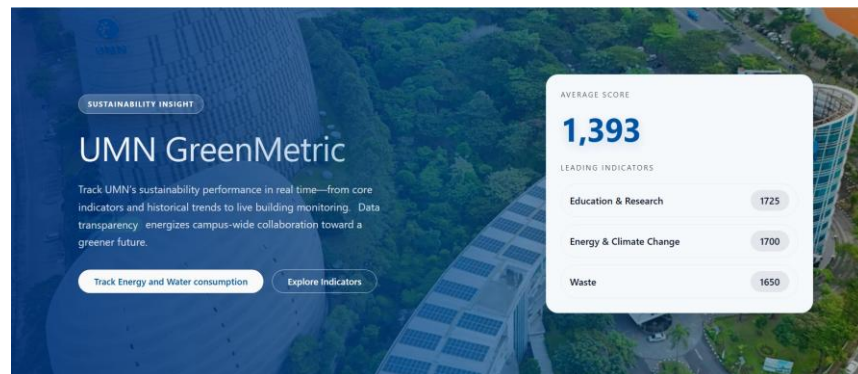 SUSTAINABILITY INSIGHT
UMN GreenMetric
Track UMN's sustainability performance in real time—from core
indicators and historical trends to live building monitoring. Data
transparency energizes campus-wide collaboration toward a
greener future.
Track Energy and Water consumption
Explore Indicators
AVERAGE SCORE
1,393
LEADING INDICATORS
Education & Research 1725
Energy & Climate Change 1700
Waste 1650